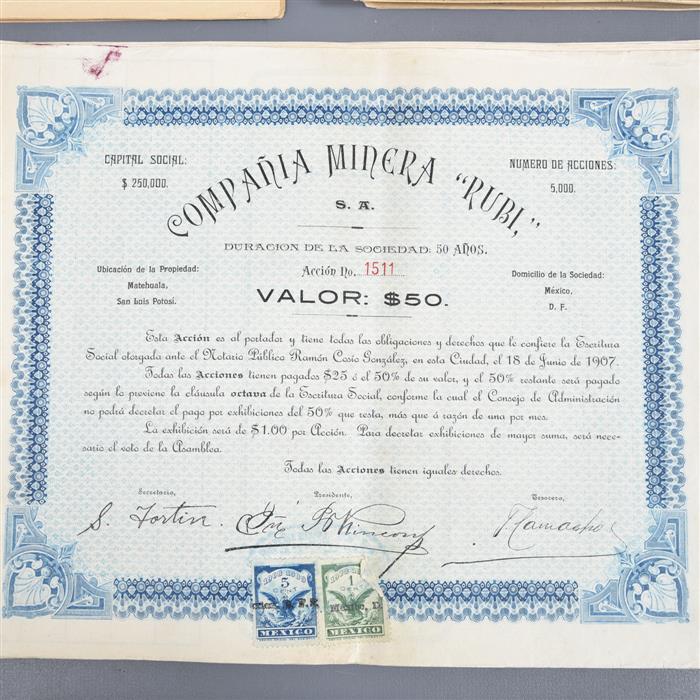 COMPAÑIA MINERA "RUBI,"
S. A.
CAPITAL SOCIAL:
$ 250,000.
NUMERO DE ACCIONES:
5,000.
DURACION DE LA SOCIEDAD: 50 AÑOS.
Acción No. 1511
Ubicación de la Propiedad:
Matehuala,
San Luis Potosí.
Domicilio de la Sociedad:
México,
D. F.
VALOR: $50.
Esta Acción es al portador y tiene todas las obligaciones y derechos que le confiere la Escritura
Social otorgada ante el Notario Público Ramón Cosío González, en esta Ciudad, el 18 de Junio de 1907.
Todas las Acciones tienen pagados $25 ó el 50% de su valor, y el 50% restante será pagado
según lo previene la cláusula octava de la Escritura Social, conforme la cual el Consejo de Administración
no podrá decretar el pago por exhibiciones del 50% que resta, más que á razón de una por mes.
La exhibición será de $1.00 por Acción. Para decretar exhibiciones de mayor suma, será nece-
sario el voto de la Asamblea.
Todas las Acciones tienen iguales derechos.
Secretario,
Presidente,
Tesorero,
S. Fortin
Camacho
5
MEXICO
1
Mexico, D.
MEXICO